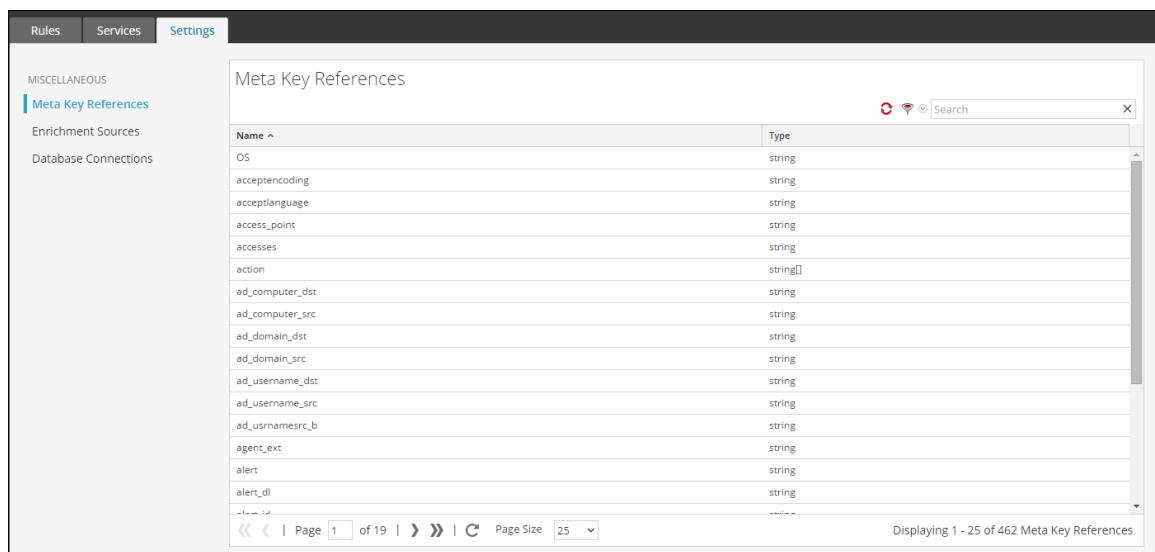 Rules Services Settings
MISCELLANEOUS
Meta Key References
Enrichment Sources
Database Connections
Meta Key References
Search
Name Type
OS string
acceptencoding string
acceptlanguage string
access_point string
accesses string
action string[]
ad_computer_dst string
ad_computer_src string
ad_domain_dst string
ad_domain_src string
ad_username_dst string
ad_username_src string
ad_usrnamesrc_b string
agent_ext string
alert string
alert_dl string
Page 1 of 19 Page Size 25 Displaying 1 - 25 of 462 Meta Key References